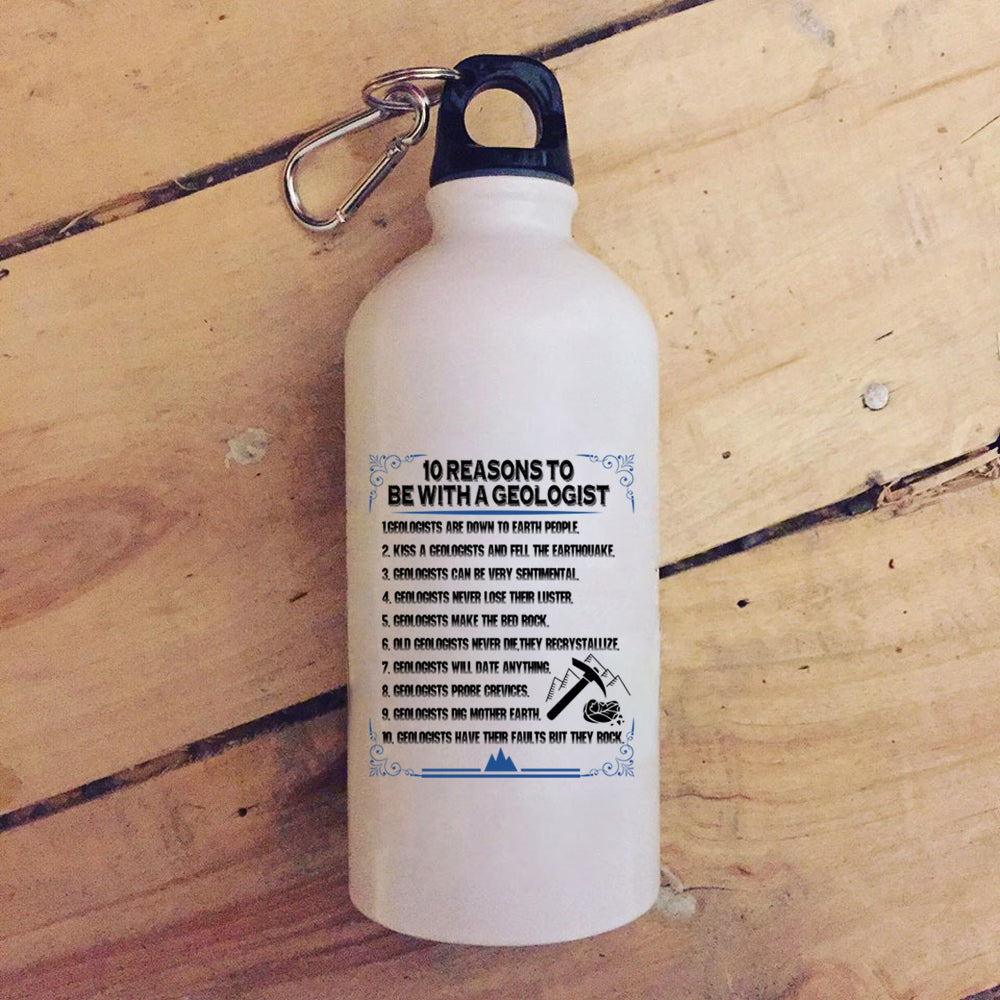 10 REASONS TO
BE WITH A GEOLOGIST
1.GEOLOGISTS ARE DOWN TO EARTH PEOPLE.
2. KISS A GEOLOGISTS AND FELL THE EARTHQUAKE.
3. GEOLOGISTS CAN BE VERY SENTIMENTAL.
4. GEOLOGISTS NEVER LOSE THEIR LUSTER.
5. GEOLOGISTS MAKE THE BED ROCK.
6. OLD GEOLOGISTS NEVER DIE,THEY RECRYSTALLIZE.
7. GEOLOGISTS WILL DATE ANYTHING.
8. GEOLOGISTS PROBE CREVICES.
9. GEOLOGISTS DIG MOTHER EARTH.
10. GEOLOGISTS HAVE THEIR FAULTS BUT THEY ROCK.